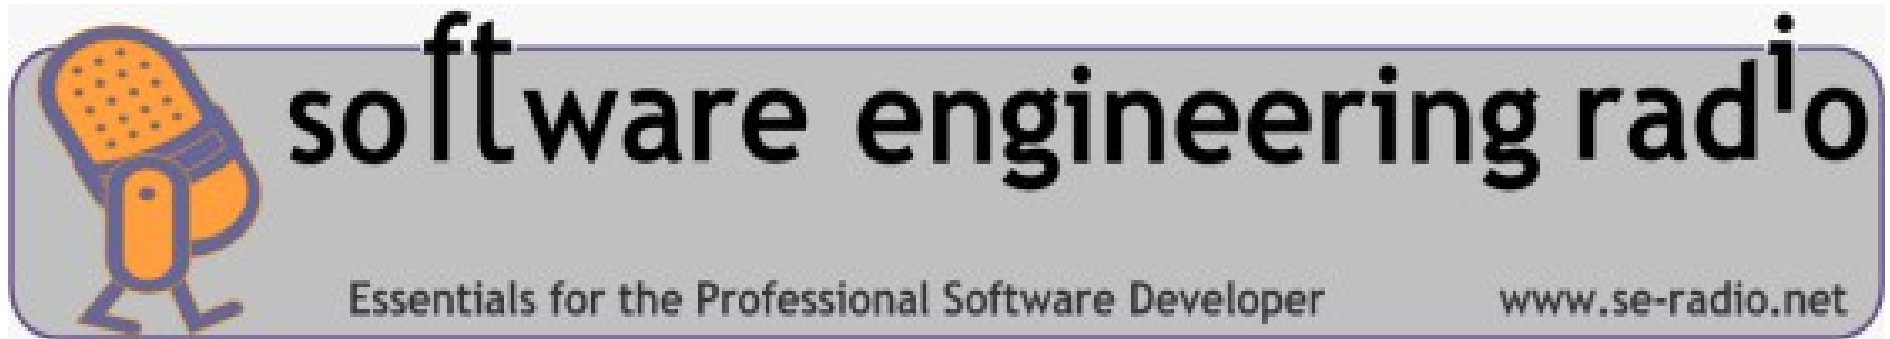 software engineering radio
Essentials for the Professional Software Developer www.se-radio.net